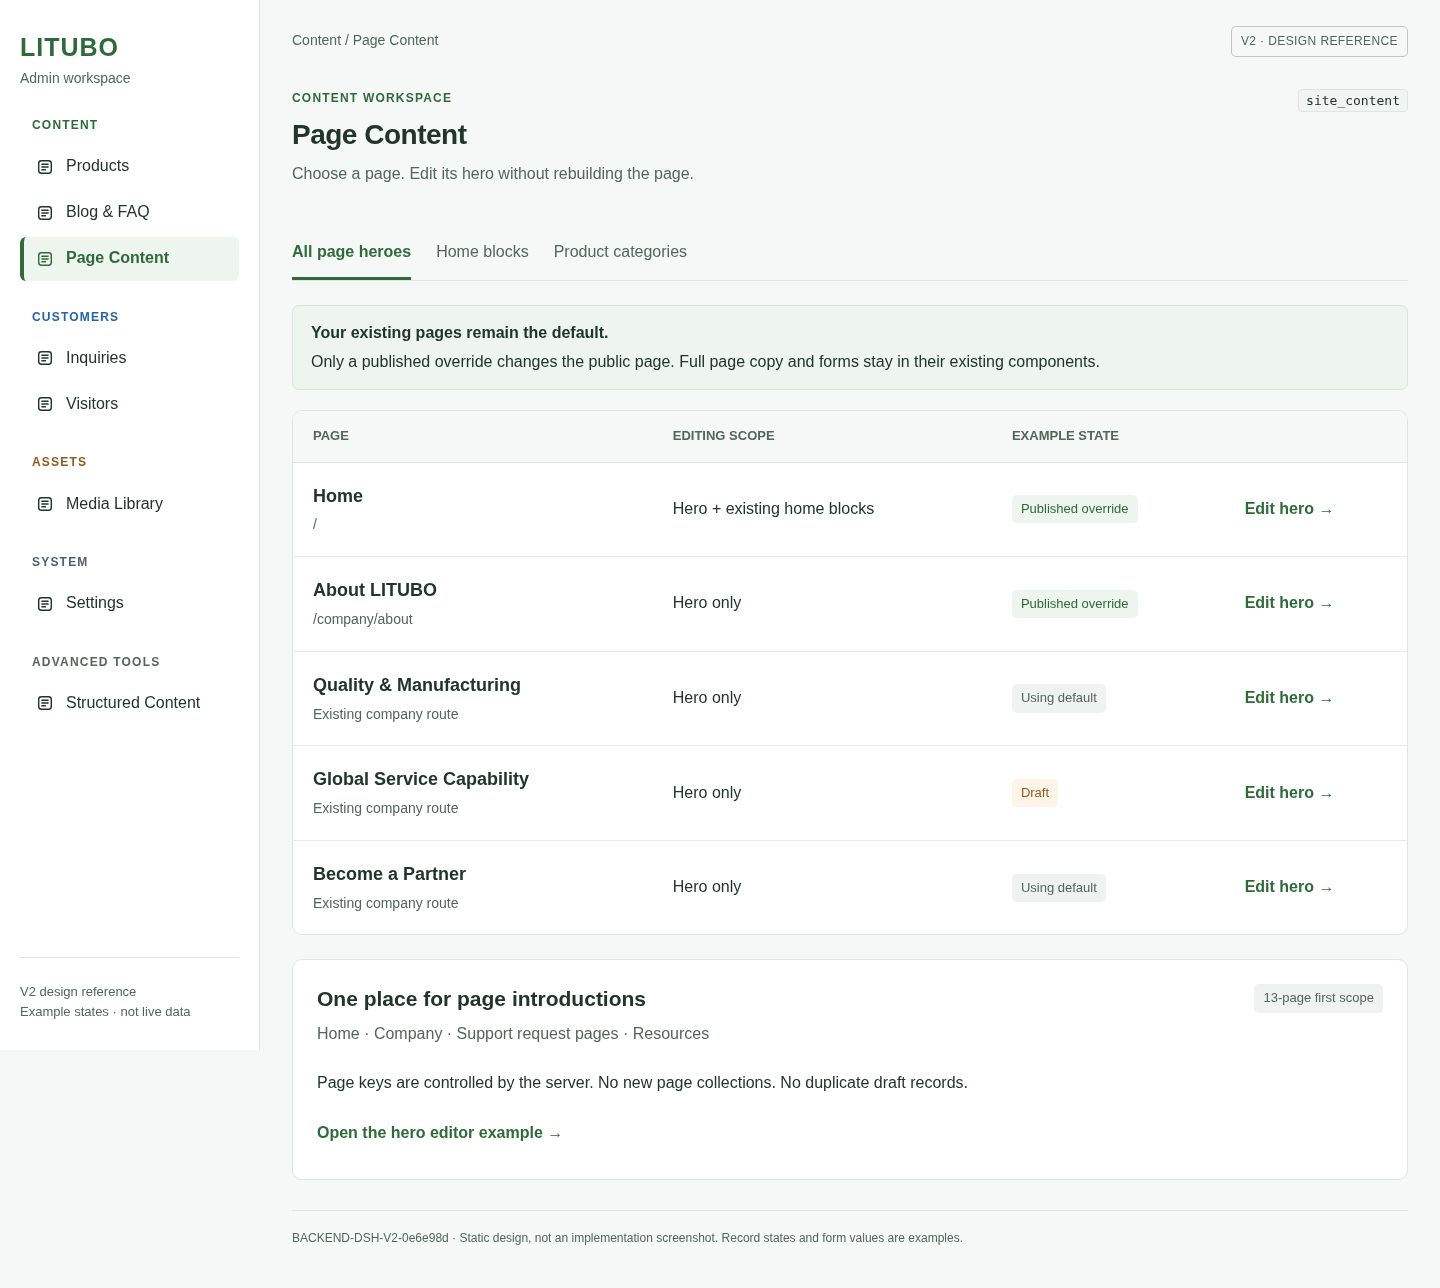 LITUBO
Admin workspace
CONTENT
Products
Blog & FAQ
Page Content
CUSTOMERS
Inquiries
Visitors
ASSETS
Media Library
SYSTEM
Settings
ADVANCED TOOLS
Structured Content
V2 design reference
Example states · not live data
Content / Page Content
V2 · DESIGN REFERENCE
CONTENT WORKSPACE
site_content
Page Content
Choose a page. Edit its hero without rebuilding the page.
All page heroes Home blocks Product categories
Your existing pages remain the default.
Only a published override changes the public page. Full page copy and forms stay in their existing components.
PAGE EDITING SCOPE EXAMPLE STATE
Home
/
Hero + existing home blocks
Published override
Edit hero →
About LITUBO
/company/about
Hero only
Published override
Edit hero →
Quality & Manufacturing
Existing company route
Hero only
Using default
Edit hero →
Global Service Capability
Existing company route
Hero only
Draft
Edit hero →
Become a Partner
Existing company route
Hero only
Using default
Edit hero →
One place for page introductions
13-page first scope
Home · Company · Support request pages · Resources
Page keys are controlled by the server. No new page collections. No duplicate draft records.
Open the hero editor example →
BACKEND-DSH-V2-0e6e98d · Static design, not an implementation screenshot. Record states and form values are examples.